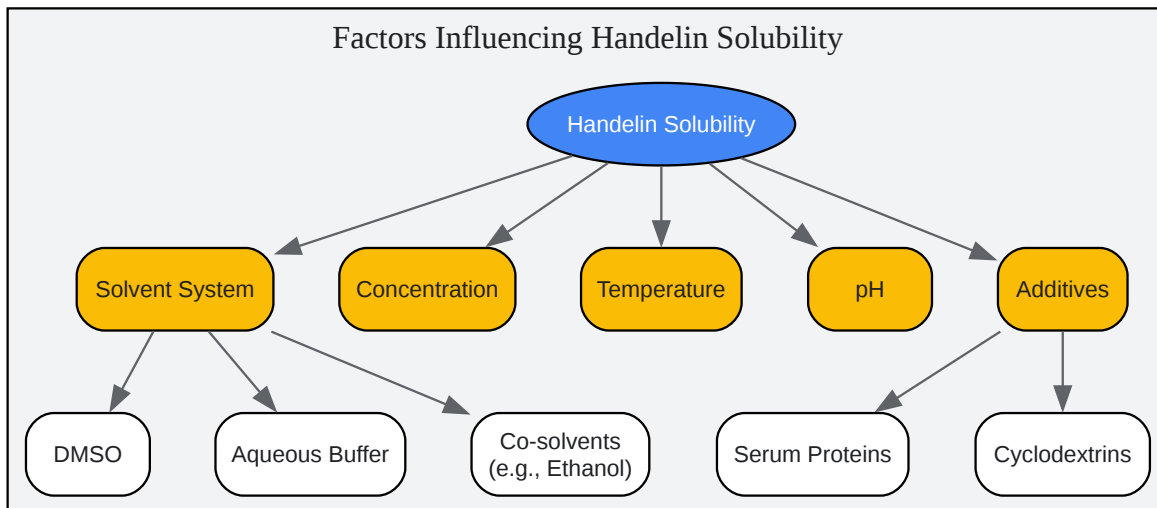 Factors Influencing Handelin Solubility
Handelin Solubility
Solvent System
Concentration
Temperature
pH
Additives
DMSO
Aqueous Buffer
Co-solvents
(e.g., Ethanol)
Serum Proteins
Cyclodextrins